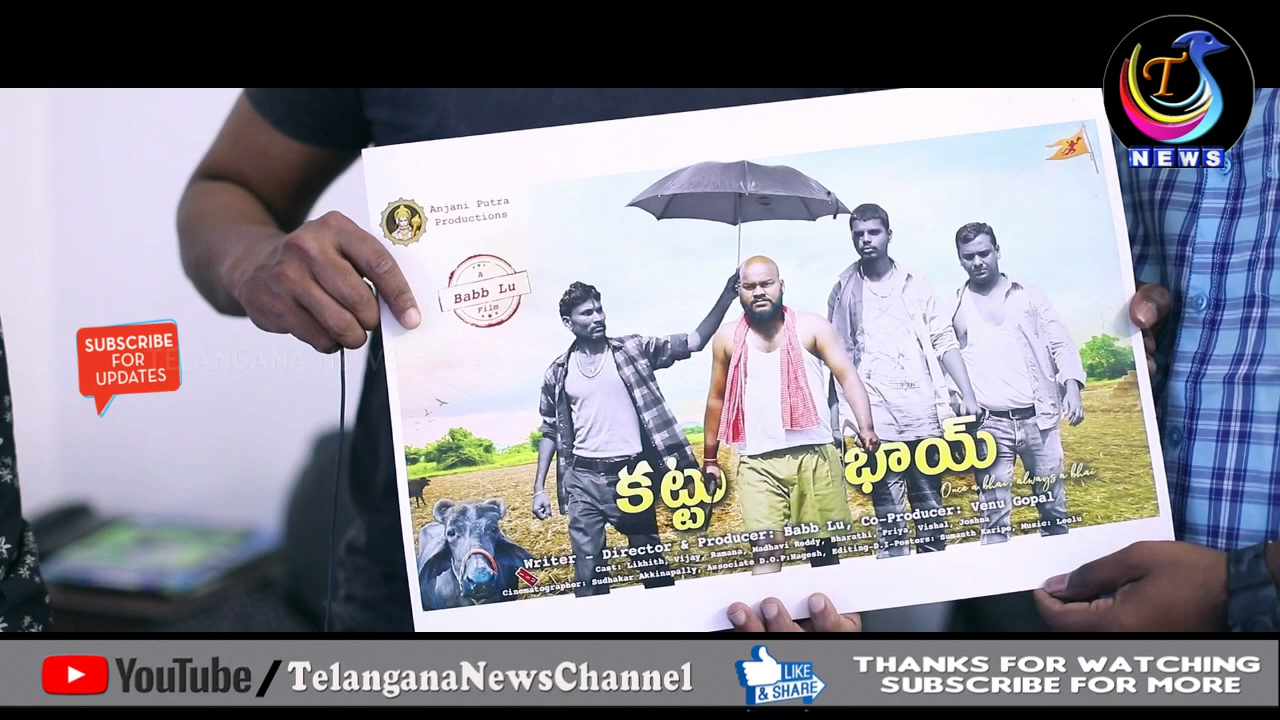 T
NEWS
Anjani Putra
Productions
A
Babb Lu
Film
SUBSCRIBE
FOR
UPDATES
TELANGANA NEWS
కట్టు భాయ్
Once a bhai, always a bhai
Writer - Director & Producer: Babb Lu, Co-Producer: Venu Gopal
Cast: Likhith, Vijay, Ramana, Madhavi Reddy, Bharathi, Priya, Vishal, Joshna
Cinematographer: Sudhakar Akkinapally, Associate D.O.P:Nagesh, Editing-D.I-Posters: Sumanth Karipe, Music: Leelu
YouTube / TelanganaNewsChannel
LIKE
& SHARE
THANKS FOR WATCHING
SUBSCRIBE FOR MORE